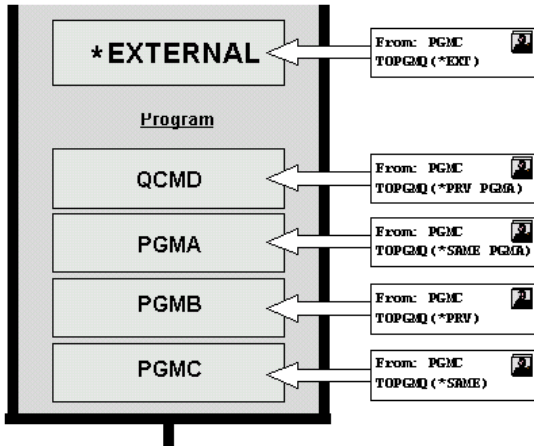 *EXTERNAL
From: PGMC
TOPGMQ(*EXT)
Program
QCMD
From: PGMC
TOPGMQ(*PRV PGMA)
PGMA
From: PGMC
TOPGMQ(*SAME PGMA)
PGMB
From: PGMC
TOPGMQ(*PRV)
PGMC
From: PGMC
TOPGMQ(*SAME)